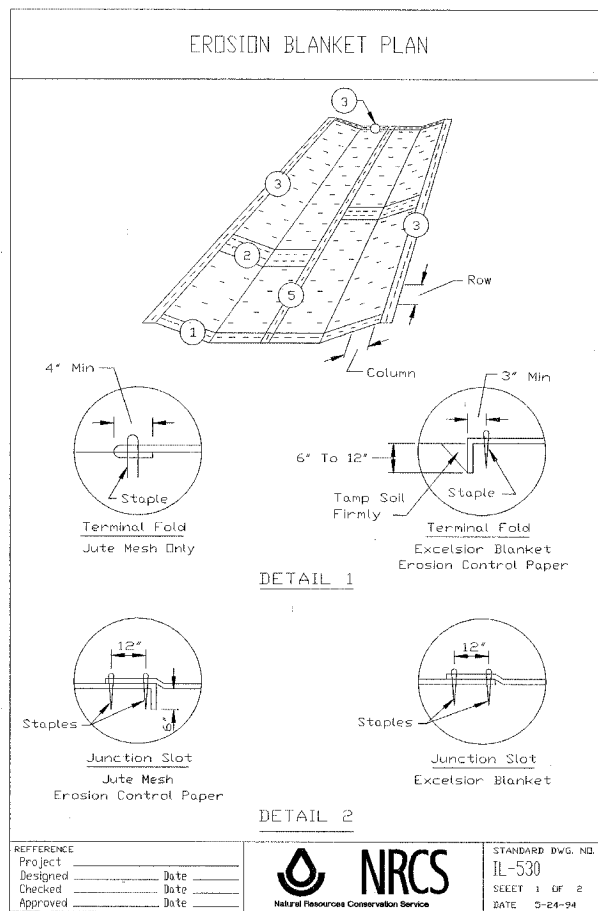 EROSION BLANKET PLAN
3
3
2
3
5
1
Row
Column
4" Min
Staple
Terminal Fold
Jute Mesh Only
3" Min
6" To 12"
Tamp Soil
Firmly
Staple
Terminal Fold
Excelsior Blanket
Erosion Control Paper
DETAIL 1
12"
6"
Staples
Junction Slot
Jute Mesh
Erosion Control Paper
12"
Staples
Junction Slot
Excelsior Blanket
DETAIL 2
REFFERENCE
Project
Designed Date
Checked Date
Approved Date
NRCS
Natural Resources Conservation Service
STANDARD DWG. NO.
IL-530
SEEET 1 OF 2
DATE 5-24-94